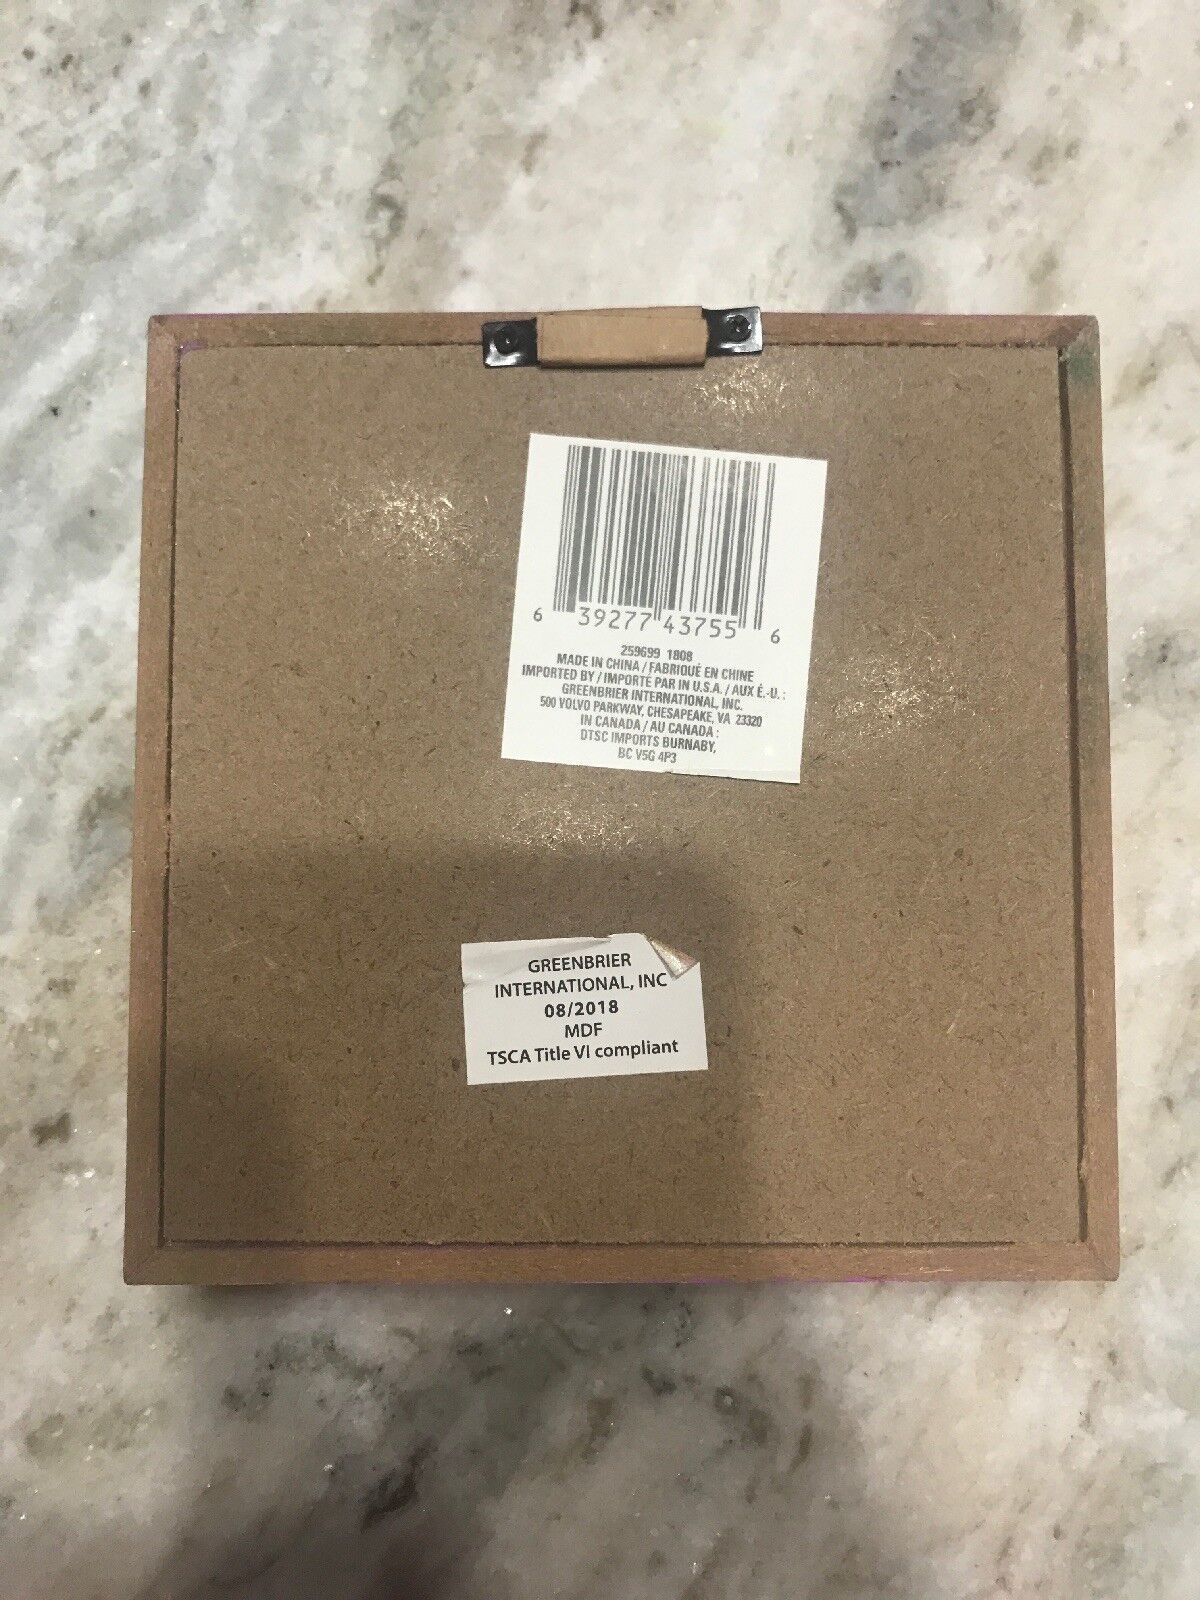 6 39277 43755 6
259699 1808
MADE IN CHINA / FABRIQUÉ EN CHINE
IMPORTED BY / IMPORTÉ PAR IN U.S.A. / AUX É.-U. :
GREENBRIER INTERNATIONAL, INC.
500 VOLVO PARKWAY, CHESAPEAKE, VA 23320
IN CANADA / AU CANADA :
DTSC IMPORTS BURNABY,
BC V5G 4P3
GREENBRIER
INTERNATIONAL, INC
08/2018
MDF
TSCA Title VI compliant